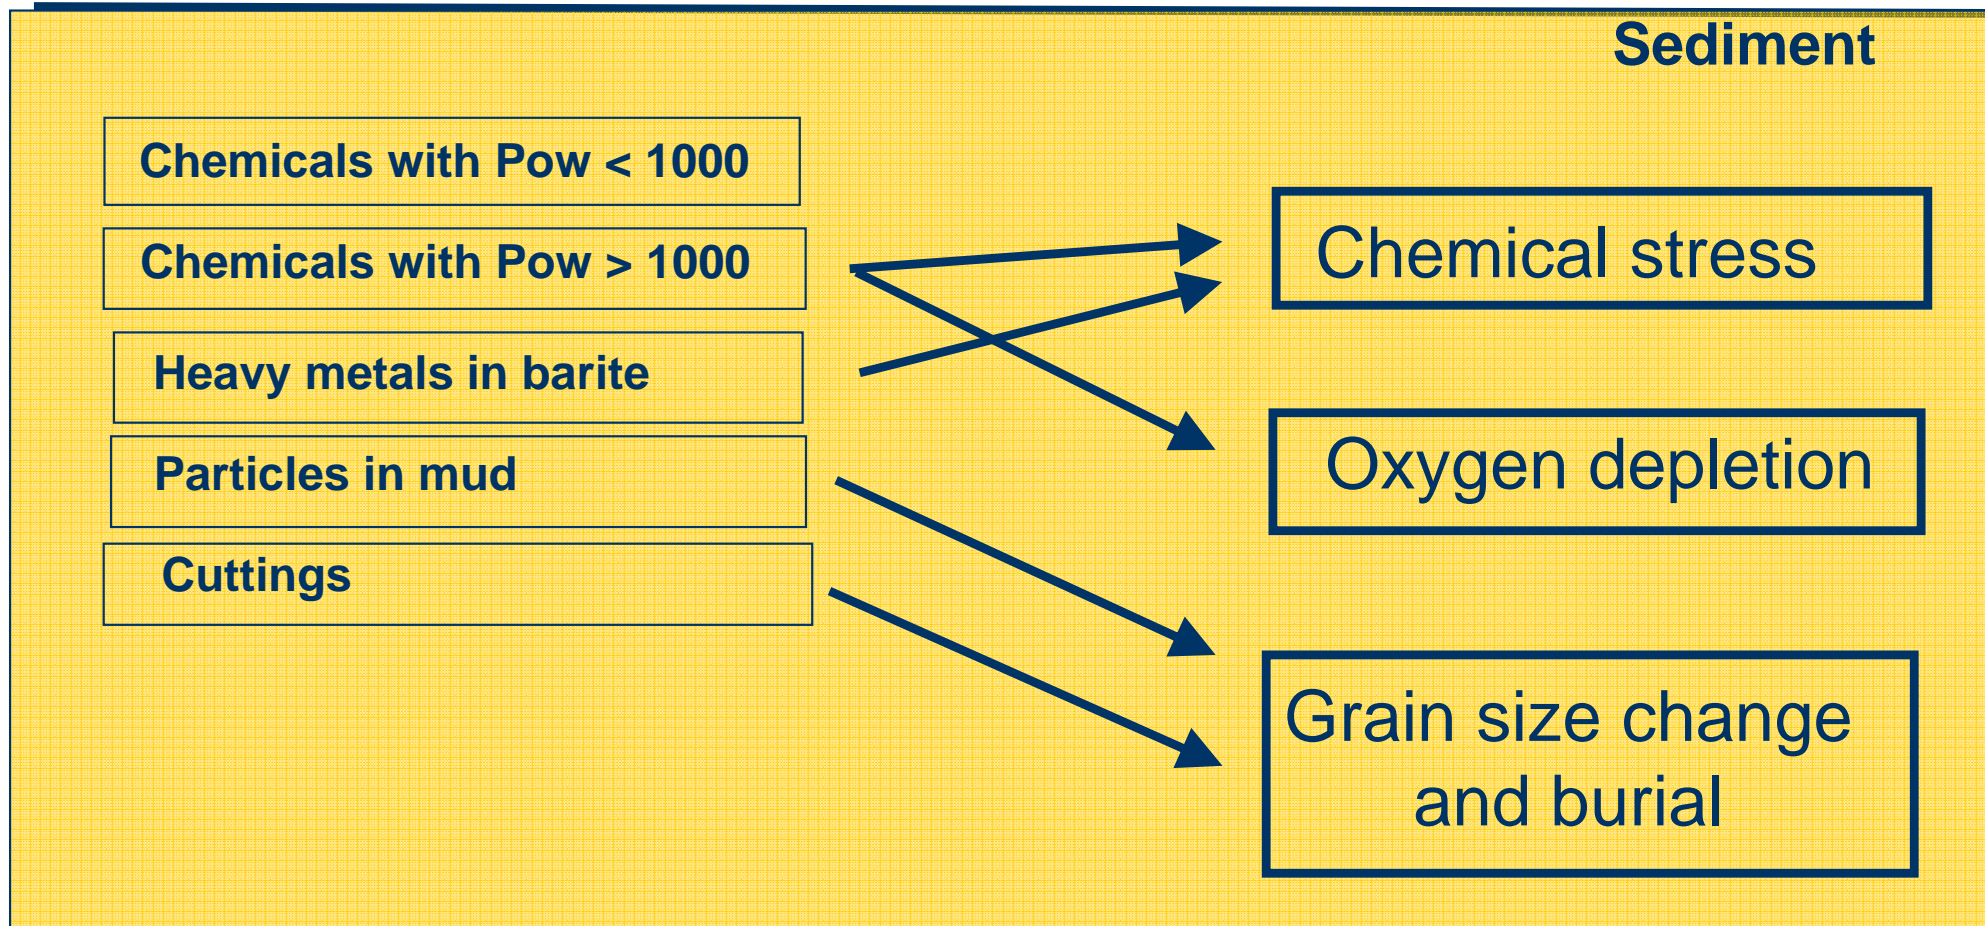 Sediment
Chemicals with Pow < 1000
Chemicals with Pow > 1000
Heavy metals in barite
Particles in mud
Cuttings
Chemical stress
Oxygen depletion
Grain size change
and burial